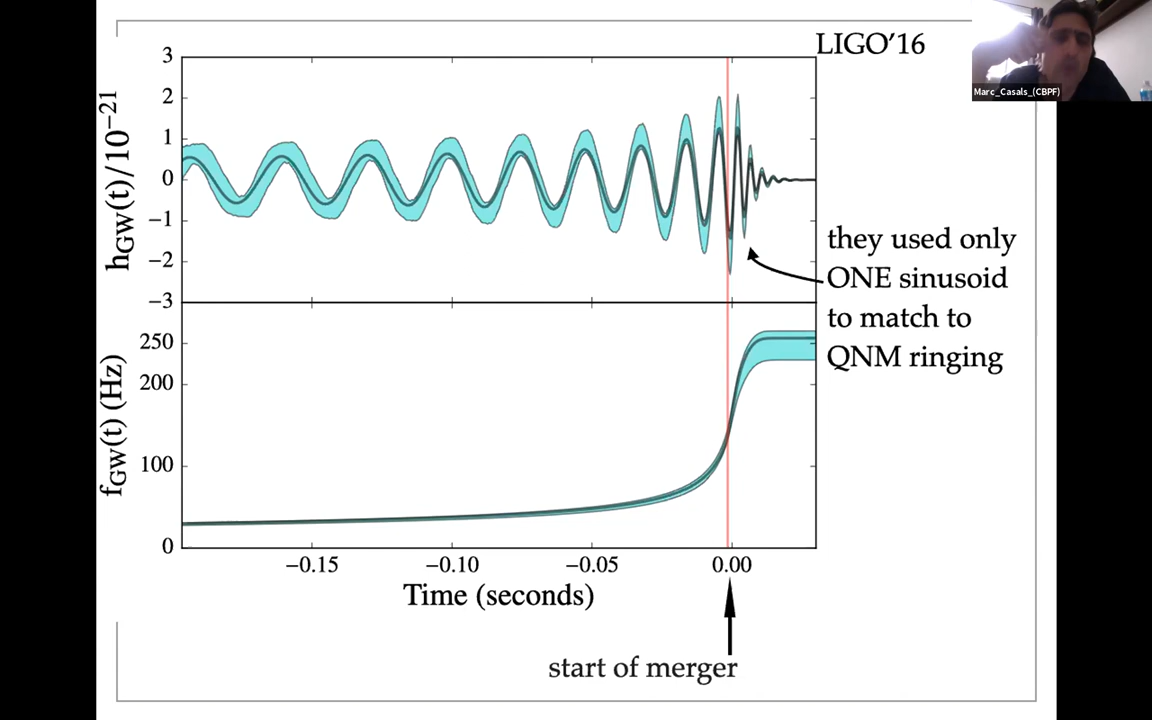 LIGO'16
Marc_Casals_(CBPF)
3
2
1
0
−1
−2
−3
h_GW(t)/10^−21
they used only
ONE sinusoid
to match to
QNM ringing
250
200
100
0
f_GW(t) (Hz)
−0.15 −0.10 −0.05 0.00
Time (seconds)
start of merger